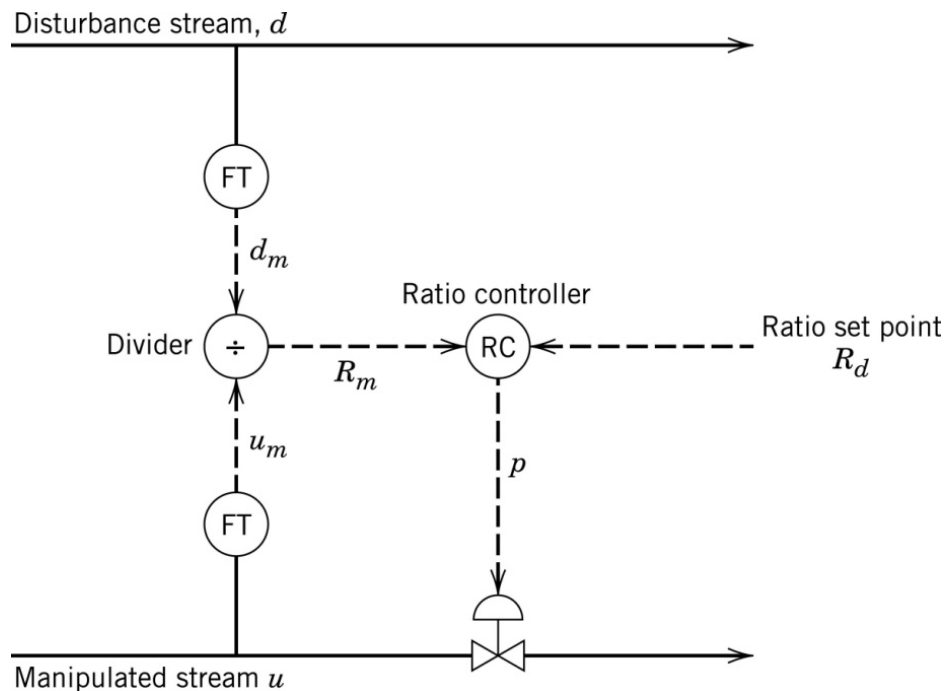 Disturbance stream, d
FT
d_m
Ratio controller
Divider
÷
R_m
RC
Ratio set point
R_d
u_m
p
FT
Manipulated stream u